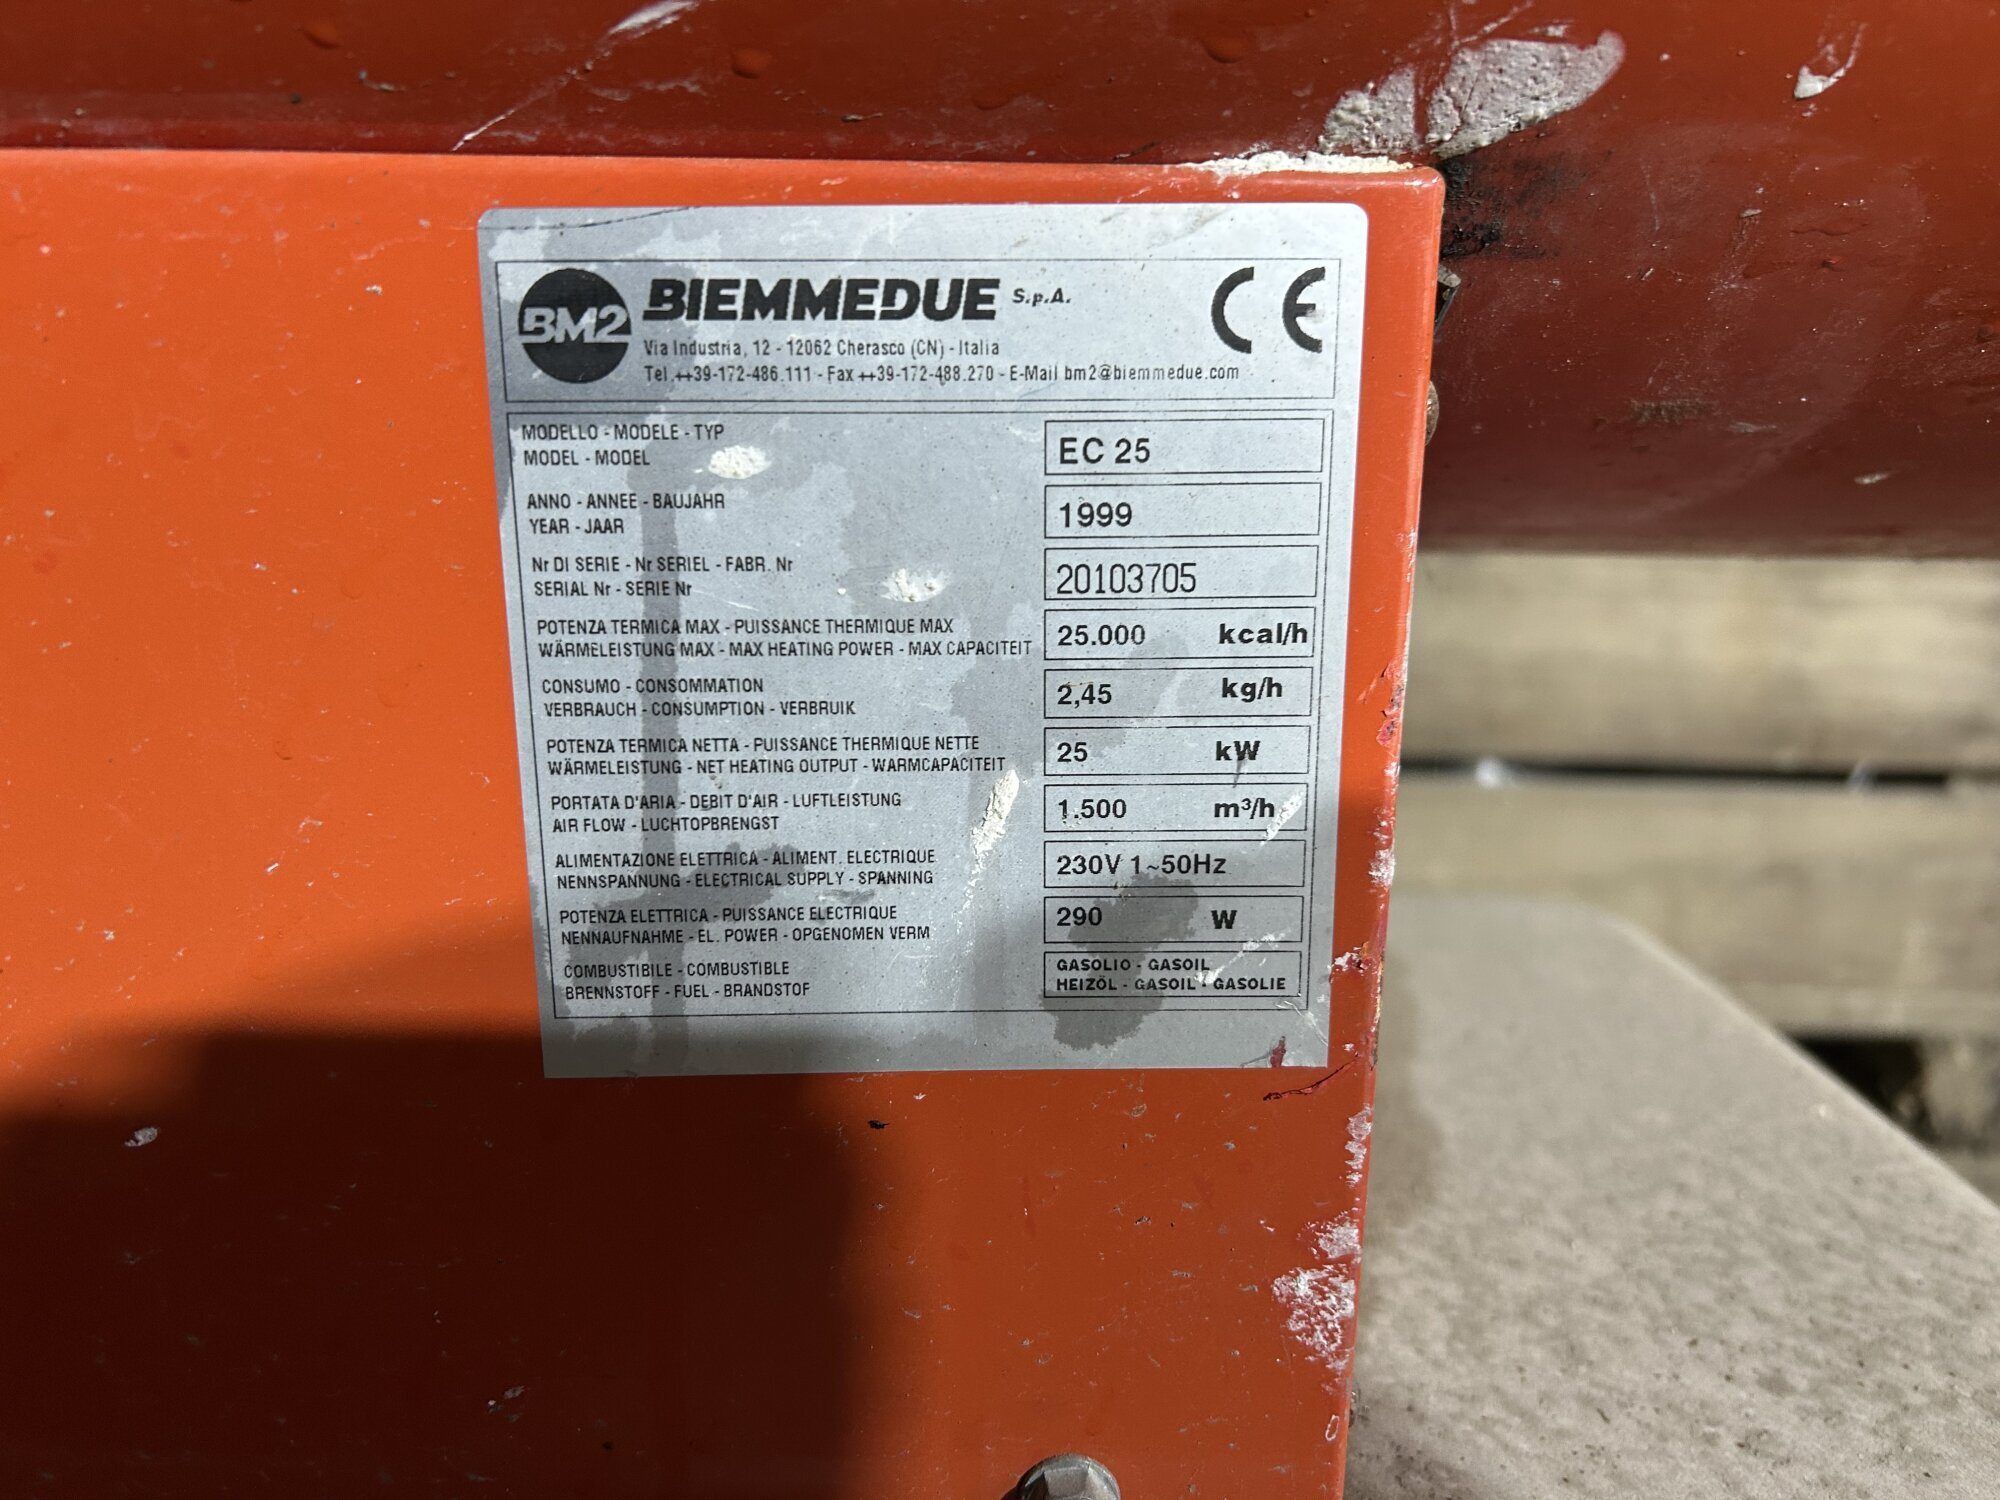 BM2 BIEMMEDUE S.p.A. CE
Via Industria, 12 - 12062 Cherasco (CN) - Italia
Tel.++39-172-486.111 - Fax ++39-172-488.270 - E-Mail bm2@biemmedue.com
MODELLO - MODELE - TYP
MODEL - MODEL
EC 25
ANNO - ANNEE - BAUJAHR
YEAR - JAAR
1999
Nr DI SERIE - Nr SERIEL - FABR. Nr
SERIAL Nr - SERIE Nr
20103705
POTENZA TERMICA MAX - PUISSANCE THERMIQUE MAX
WÄRMELEISTUNG MAX - MAX HEATING POWER - MAX CAPACITEIT
25.000 kcal/h
CONSUMO - CONSOMMATION
VERBRAUCH - CONSUMPTION - VERBRUIK
2,45 kg/h
POTENZA TERMICA NETTA - PUISSANCE THERMIQUE NETTE
WÄRMELEISTUNG - NET HEATING OUTPUT - WARMCAPACITEIT
25 kW
PORTATA D'ARIA - DEBIT D'AIR - LUFTLEISTUNG
AIR FLOW - LUCHTOPBRENGST
1.500 m³/h
ALIMENTAZIONE ELETTRICA - ALIMENT. ELECTRIQUE
NENNSPANNUNG - ELECTRICAL SUPPLY - SPANNING
230V 1~50Hz
POTENZA ELETTRICA - PUISSANCE ELECTRIQUE
NENNAUFNAHME - EL. POWER - OPGENOMEN VERM
290 W
COMBUSTIBILE - COMBUSTIBLE
BRENNSTOFF - FUEL - BRANDSTOF
GASOLIO - GASOIL
HEIZÖL - GASOIL - GASOLIE